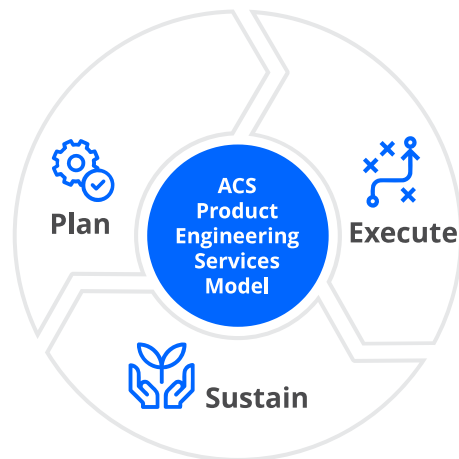 ACS
Product
Engineering
Services
Model
Plan
Execute
Sustain